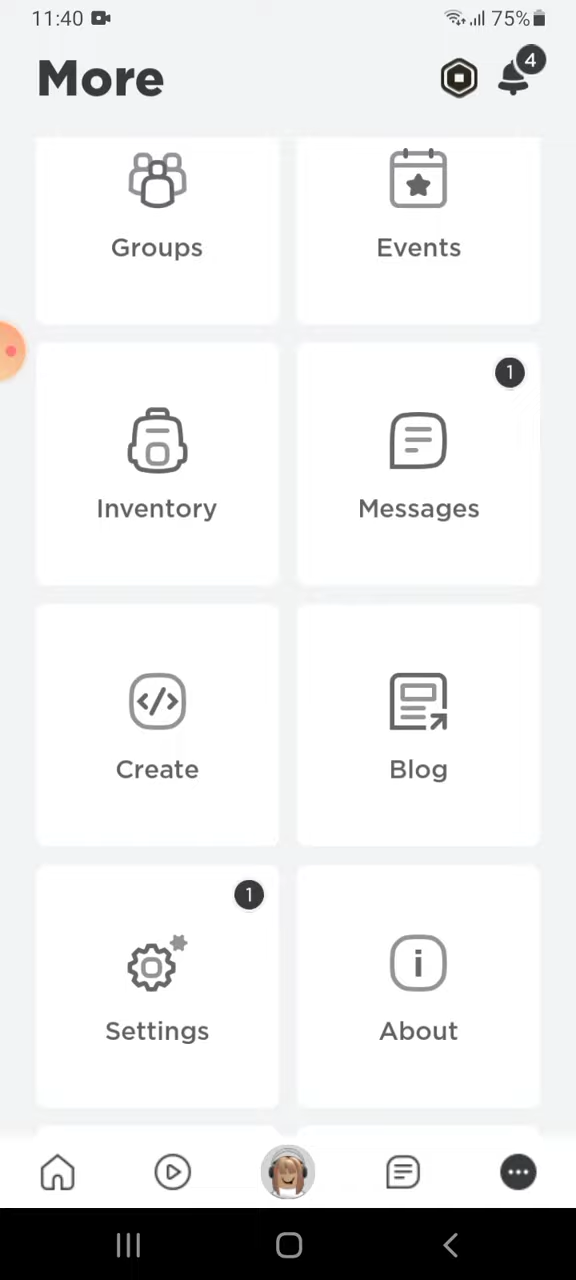 11:40 75%
More 4
Groups Events
1
Inventory Messages
Create Blog
1
Settings About